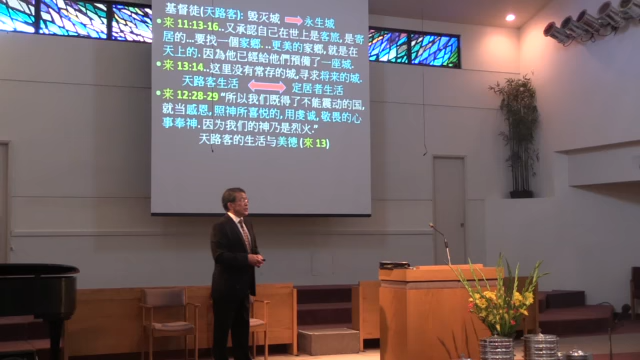 基督徒(天路客): 毁灭城 永生城
• 来 11:13-16..又承認自己在世上是客旅,是寄
居的...要找一個家鄉...更美的家鄉, 就是在
天上的. 因為他已經給他們預備了一座城.
• 来 13:14..这里没有常存的城,寻求将来的城.
天路客生活 定居者生活
• 来 12:28-29 “所以我们既得了不能震动的国,
就当感恩, 照神所喜悦的, 用虔诚, 敬畏的心
事奉神. 因为我们的神乃是烈火.”
天路客的生活与美德 (来 13)